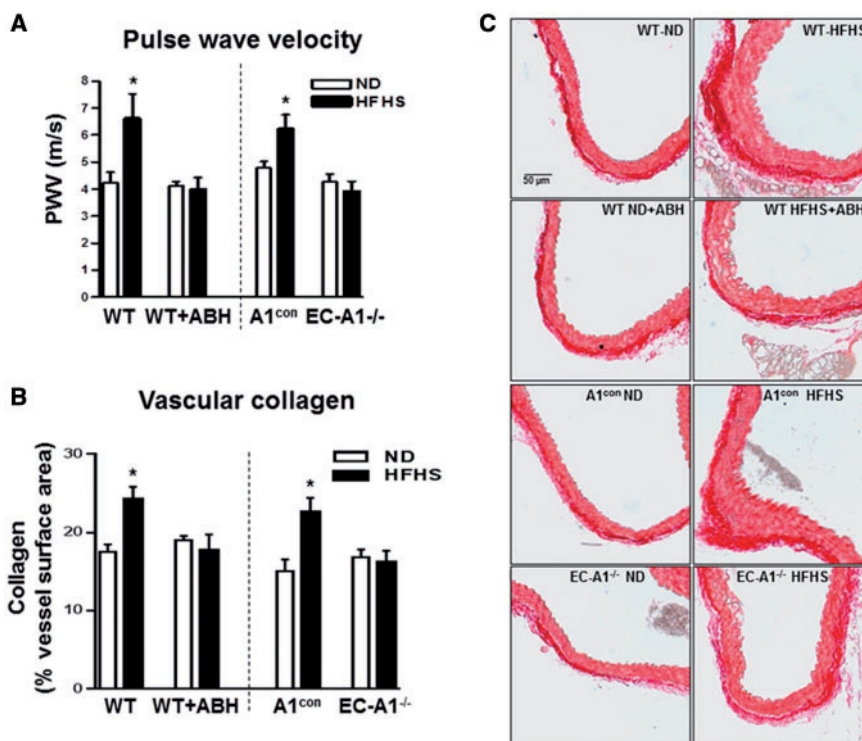 A
Pulse wave velocity
ND
HFHS
PWV (m/s)
8
7
6
5
4
3
2
1
0
*
*
WT WT+ABH A1con EC-A1-/-
B
Vascular collagen
ND
HFHS
Collagen
(% vessel surface area)
30
20
10
0
*
*
WT WT+ABH A1con EC-A1-/-
C
WT-ND
WT-HFHS
50 µm
WT ND+ABH
WT HFHS+ABH
A1con ND
A1con HFHS
EC-A1-/- ND
EC-A1-/- HFHS